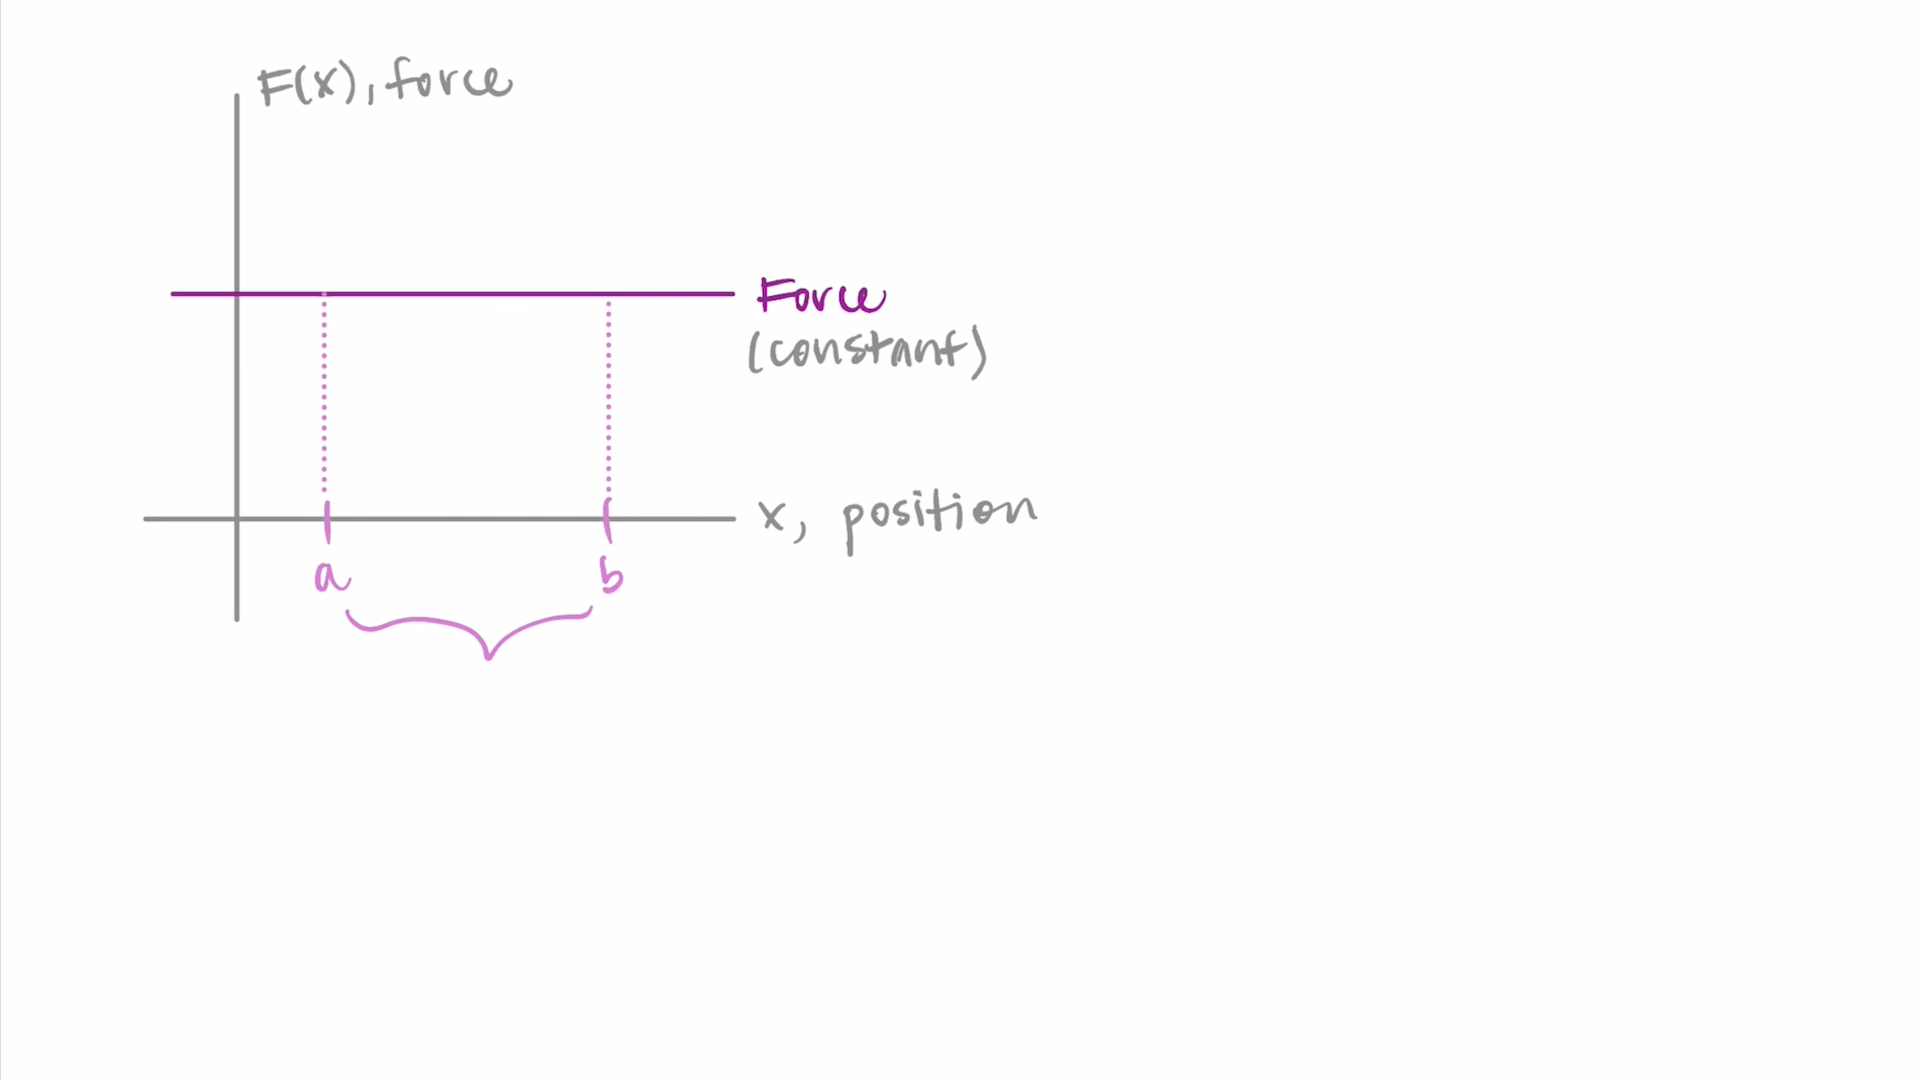 F(x), force
Force
(constant)
x, position
a
b